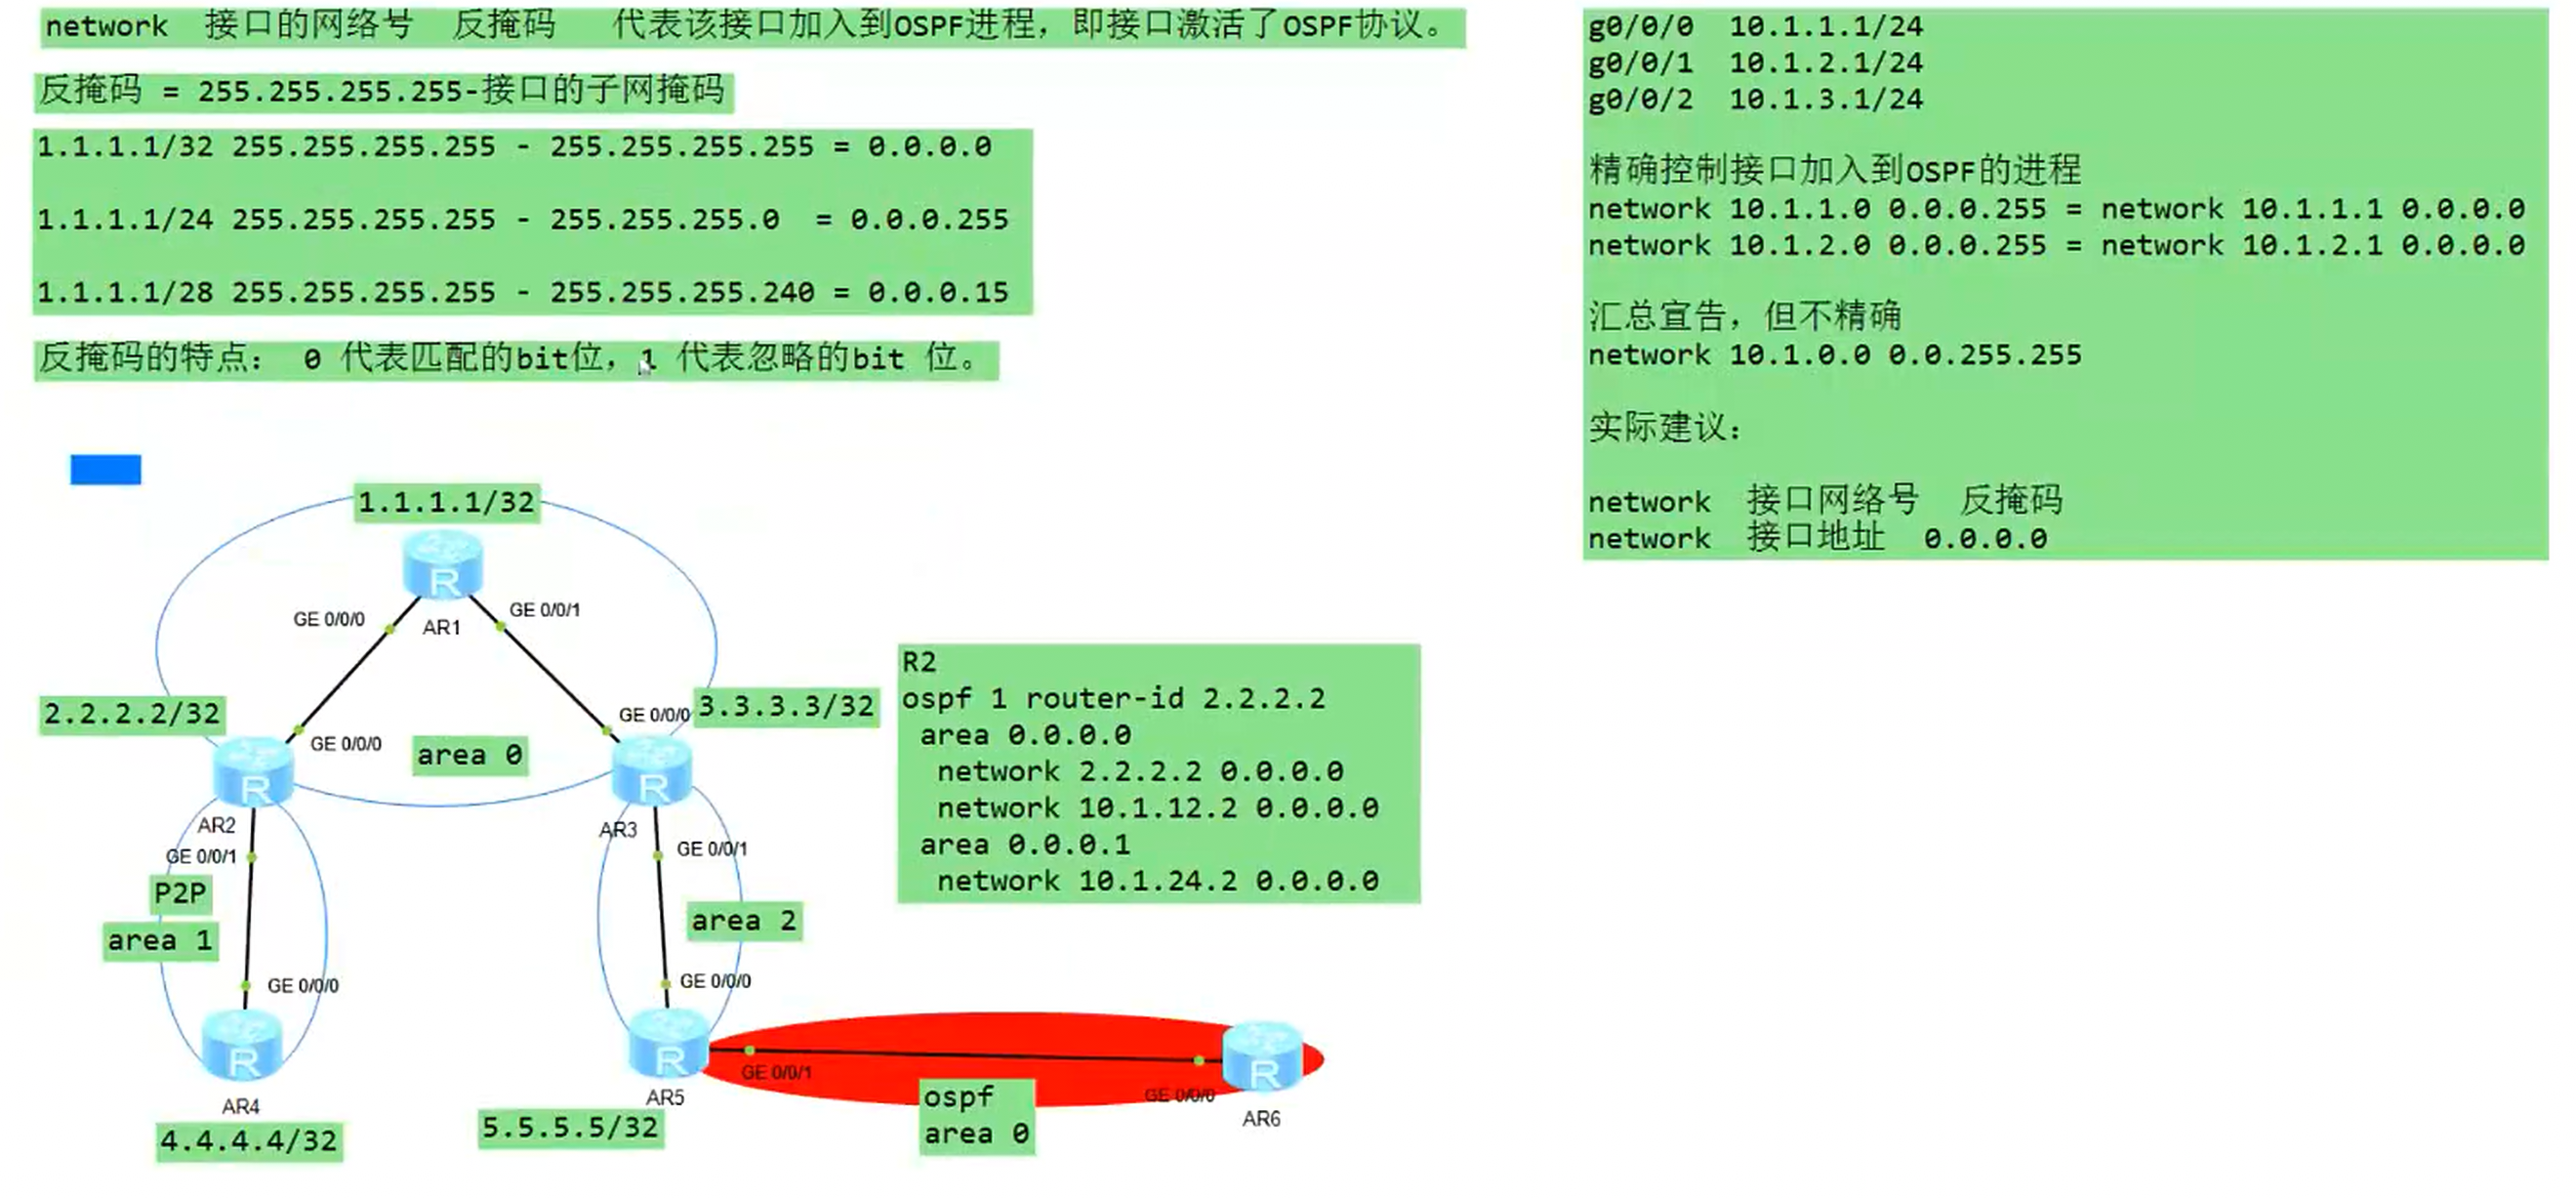 network 接口的网络号 反掩码 代表该接口加入到OSPF进程，即接口激活了OSPF协议。
反掩码 = 255.255.255.255-接口的子网掩码
1.1.1.1/32 255.255.255.255 - 255.255.255.255 = 0.0.0.0
1.1.1.1/24 255.255.255.255 - 255.255.255.0 = 0.0.0.255
1.1.1.1/28 255.255.255.255 - 255.255.255.240 = 0.0.0.15
反掩码的特点： 0 代表匹配的bit位，1 代表忽略的bit 位。
g0/0/0 10.1.1.1/24
g0/0/1 10.1.2.1/24
g0/0/2 10.1.3.1/24
精确控制接口加入到OSPF的进程
network 10.1.1.0 0.0.0.255 = network 10.1.1.1 0.0.0.0
network 10.1.2.0 0.0.0.255 = network 10.1.2.1 0.0.0.0
汇总宣告，但不精确
network 10.1.0.0 0.0.255.255
实际建议：
network 接口网络号 反掩码
network 接口地址 0.0.0.0
1.1.1.1/32
R
GE 0/0/0
AR1
GE 0/0/1
2.2.2.2/32
GE 0/0/0
area 0
GE 0/0/0
3.3.3.3/32
R
R
AR2
AR3
GE 0/0/1
GE 0/0/1
P2P
area 1
area 2
GE 0/0/0
GE 0/0/0
R
AR4
4.4.4.4/32
R
AR5
5.5.5.5/32
GE 0/0/1
ospf
area 0
GE 0/0/0
R
AR6
R2
ospf 1 router-id 2.2.2.2
area 0.0.0.0
network 2.2.2.2 0.0.0.0
network 10.1.12.2 0.0.0.0
area 0.0.0.1
network 10.1.24.2 0.0.0.0